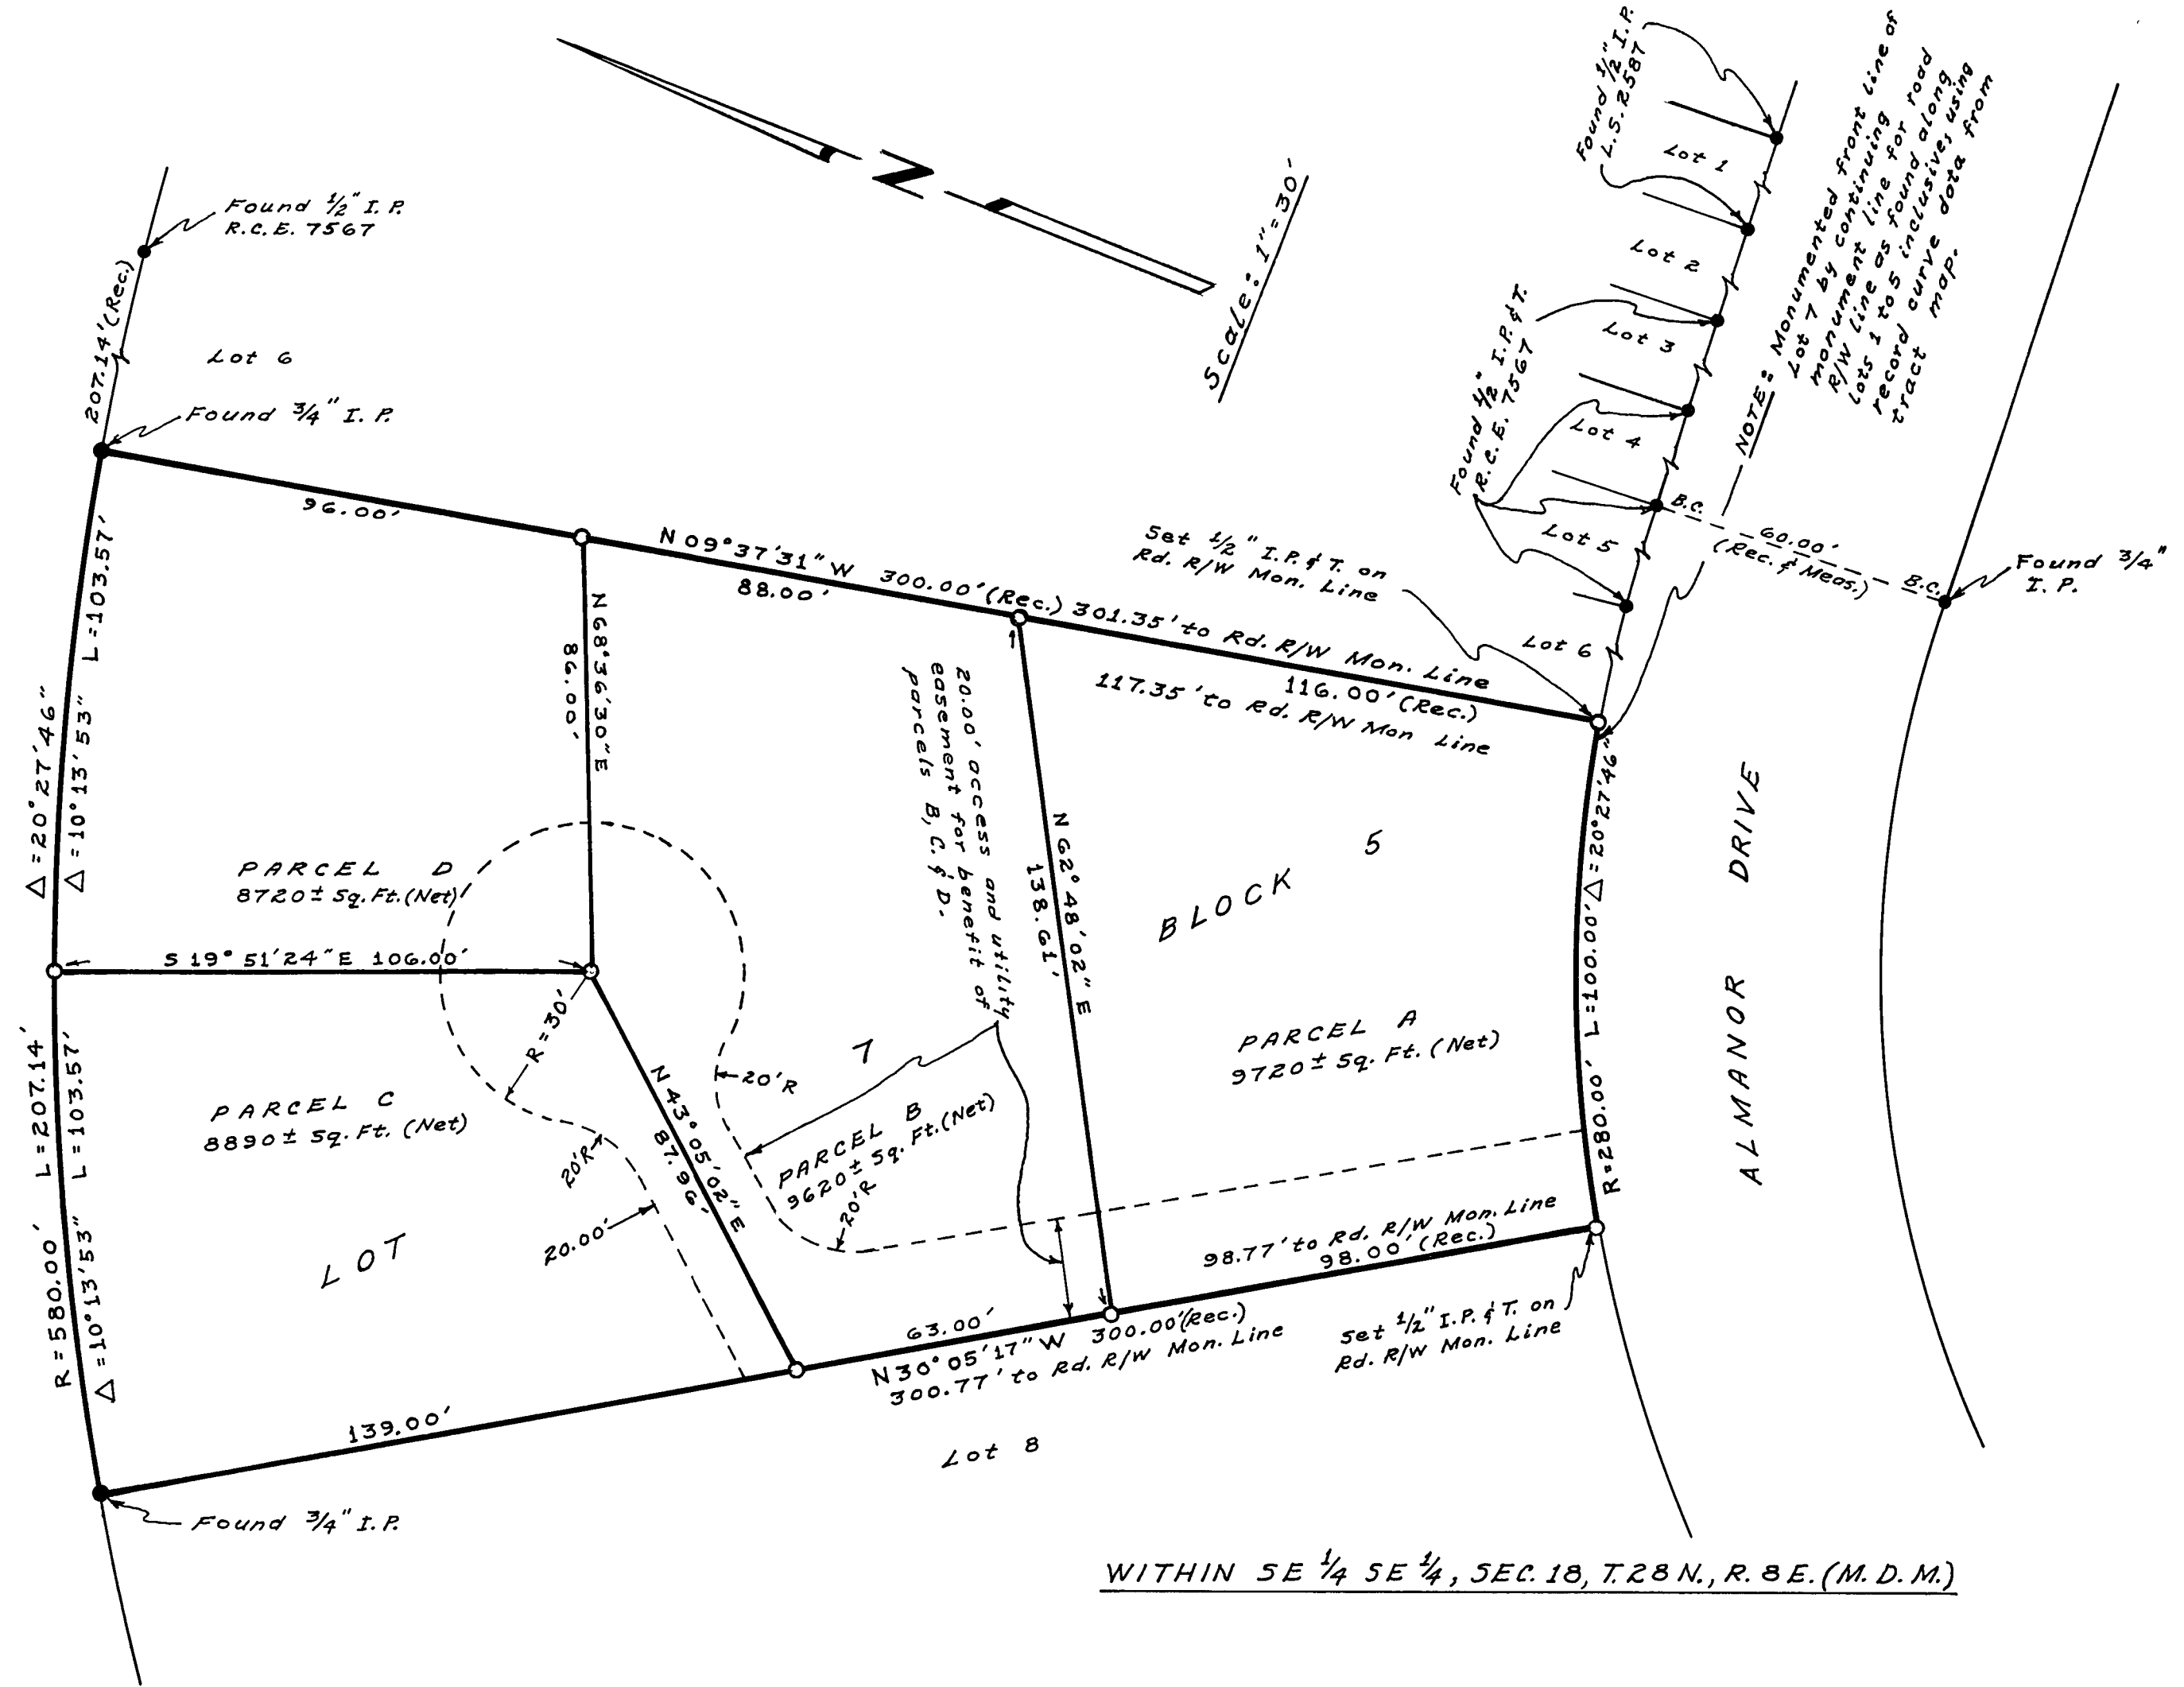 Found 1/2" I. P.
R.C.E. 7567
207.14'(Rec.)
Lot 6
Found 3/4" I. P.
N
Scale: 1"=30'
Found 1/2" I. P.
L.S. 2587
Lot 1
Lot 2
Lot 3
Lot 4
Lot 5
Lot 6
Found 1/2" I.P. & T.
R.C.E. 7567
NOTE: Monumented front line of
Lot 7 by continuing
monument line for road
R/W line as found along
Lots 1 to 5 inclusives using
record curve data from
tract map.
B.C.
60.00'
(Rec. & Meas.)
B.C.
Found 3/4"
I. P.
96.00'
N 09°37'31" W 300.00'(Rec.) 301.35' to Rd. R/W Mon. Line
88.00'
116.00'(Rec.)
117.35' to Rd. R/W Mon Line
Set 1/2" I.P. & T. on
Rd. R/W Mon. Line
Δ=20°27'46"
Δ=10°13'53" L=103.57'
N 68°36'30" E
86.00'
20.00' access and utility
easement for benefit of
parcels B, C. & D.
N 62°48'02" E
138.61'
BLOCK 5
R=280.00' L=100.00' Δ=20°27'46"
ALMANOR DRIVE
PARCEL D
8720± Sq. Ft. (Net)
S 19°51'24" E 106.00'
R=30'
PARCEL A
9720± Sq. Ft. (Net)
R=580.00' L=207.14'
Δ=10°13'53" L=103.57'
PARCEL C
8890± Sq. Ft. (Net)
20'R
20.00'
N 43°05'02" E
87.96'
20'R
PARCEL B
9620± Sq. Ft. (Net)
20'R
LOT 7
98.77' to Rd. R/W Mon. Line
98.00' (Rec.)
63.00'
N 30°05'17" W 300.00'(Rec.)
300.77' to Rd. R/W Mon. Line
Set 1/2" I.P. & T. on
Rd. R/W Mon. Line
139.00'
Lot 8
Found 3/4" I. P.
WITHIN SE 1/4 SE 1/4, SEC. 18, T. 28 N., R. 8 E. (M. D. M.)